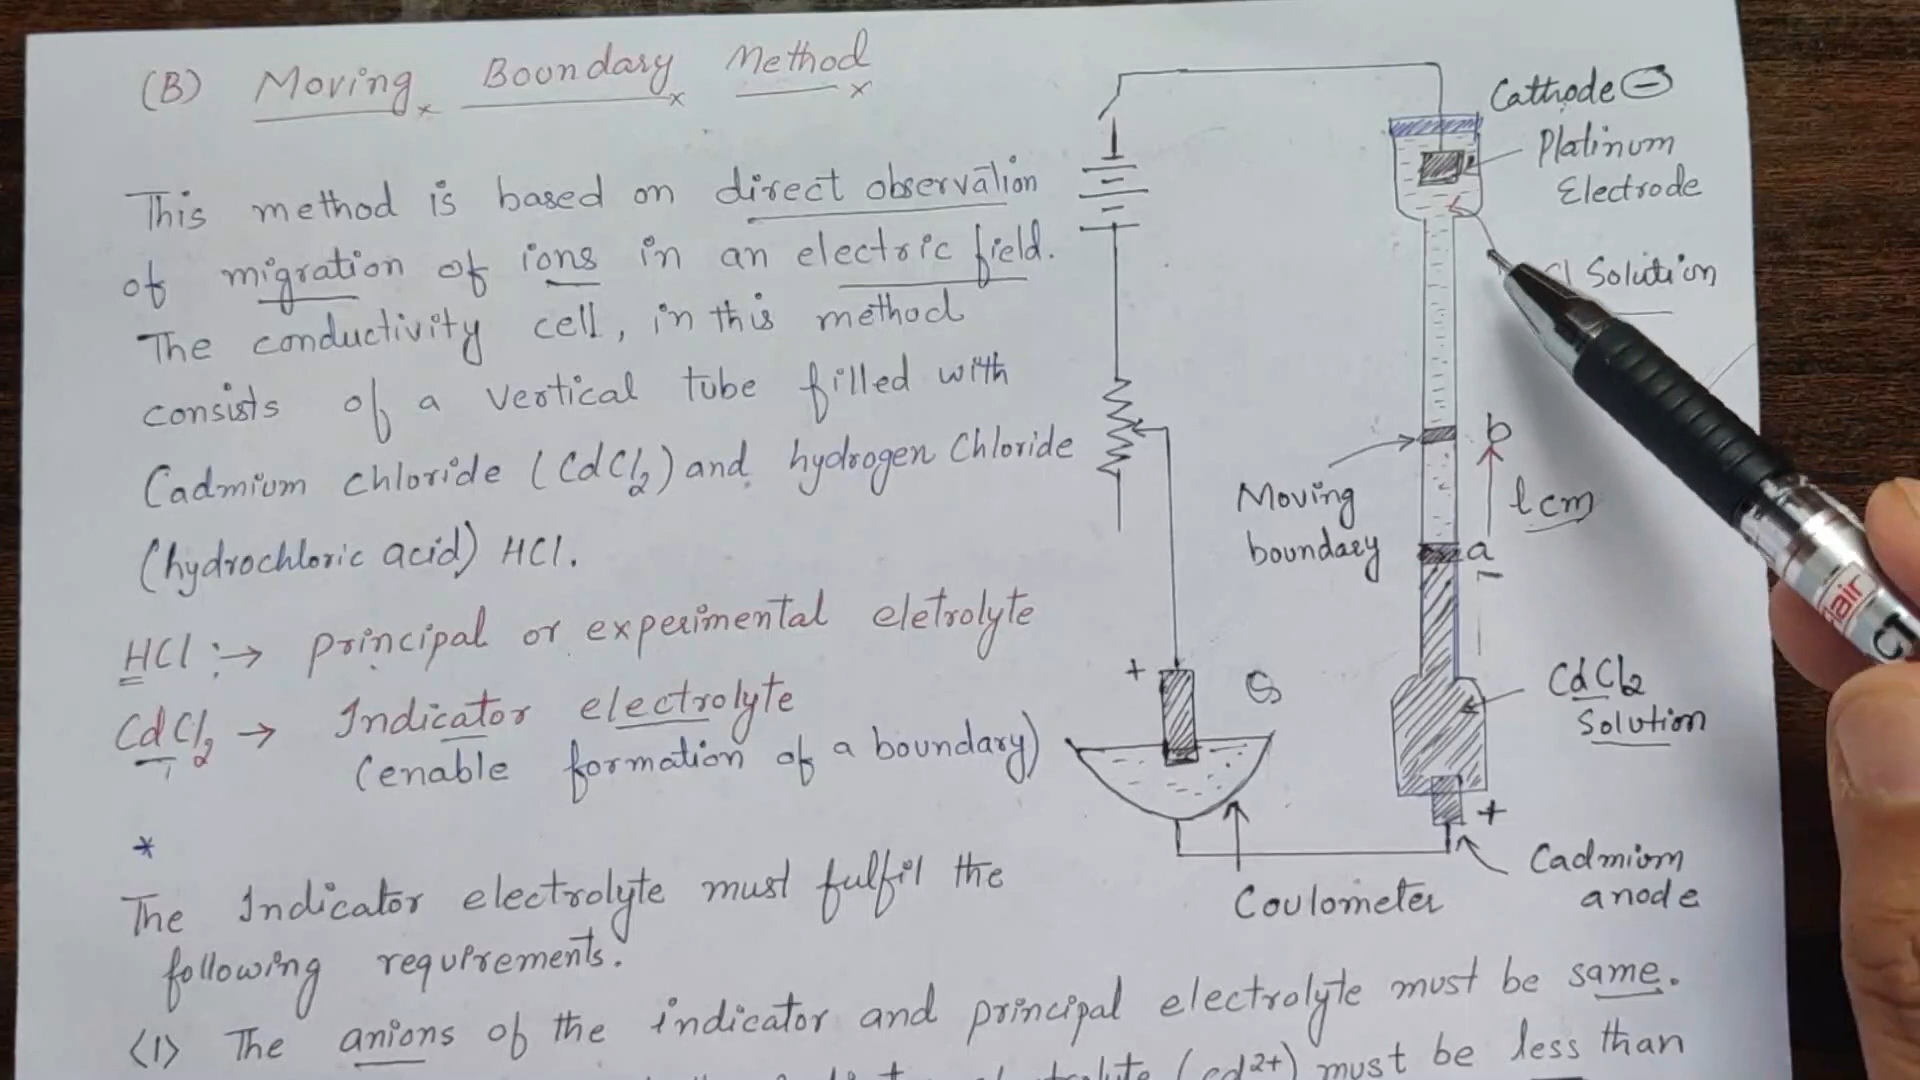 (B) Moving Boundary Method
This method is based on direct observation
of migration of ions in an electric field.
The conductivity cell, in this method
consists of a vertical tube filled with
Cadmium chloride (CdCl2) and hydrogen Chloride
(hydrochloric acid) HCl.
HCl :→ principal or experimental eletrolyte
CdCl2 → Indicator electrolyte
(enable formation of a boundary)
*
The Indicator electrolyte must fulfil the
following requirements.
(1) The anions of the indicator and principal electrolyte must be same.
(cd2+) must be less than
Cathode −
Platinum
Electrode
Solution
b
l cm
a
Moving
boundary
CdCl2
Solution
+
Cadmium
anode
+
Coulometer
lair